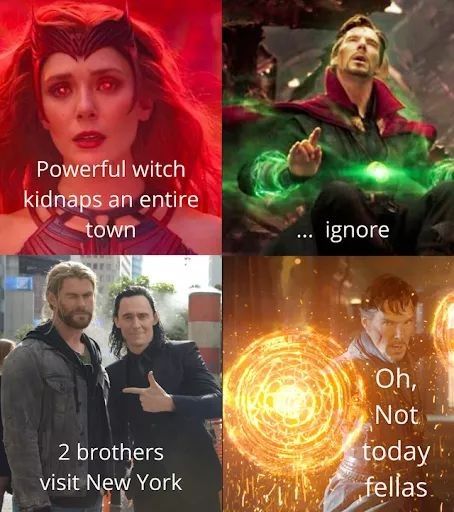 Powerful witch
kidnaps an entire
town
... ignore
2 brothers
visit New York
Oh,
Not
today
fellas